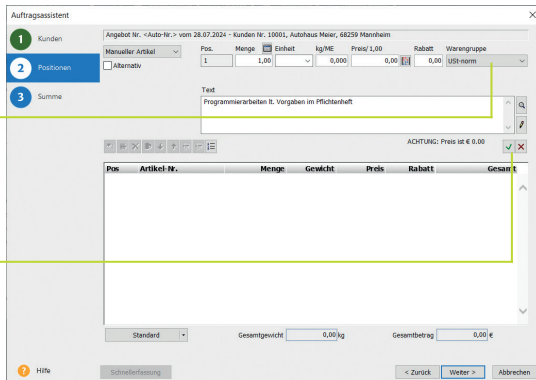 Auftragsassistent
1 Kunden
2 Positionen
3 Summe
Angebot Nr. <Auto-Nr.> vom 28.07.2024 - Kunden Nr. 10001, Autohaus Meier, 68259 Mannheim
Manueller Artikel
Alternativ
Pos. Menge Einheit kg/ME Preis/ 1,00 Rabatt Warengruppe
1 1,00 0,000 0,00 0,00 USt-norm
Text
Programmierarbeiten lt. Vorgaben im Pflichtenheft
ACHTUNG: Preis ist € 0.00
Pos Artikel-Nr. Menge Gewicht Preis Rabatt Gesamt
Standard Gesamtgewicht 0,00 kg Gesamtbetrag 0,00 €
? Hilfe Schnellerfassung < Zurück Weiter > Abbrechen